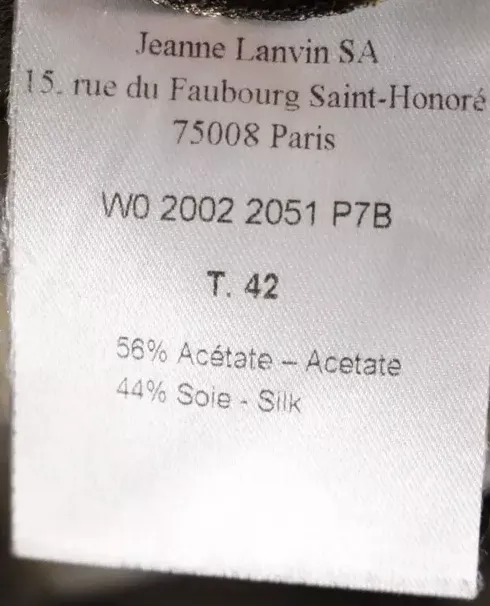 Jeanne Lanvin SA
15, rue du Faubourg Saint-Honoré
75008 Paris
W0 2002 2051 P7B
T. 42
56% Acétate – Acetate
44% Soie - Silk